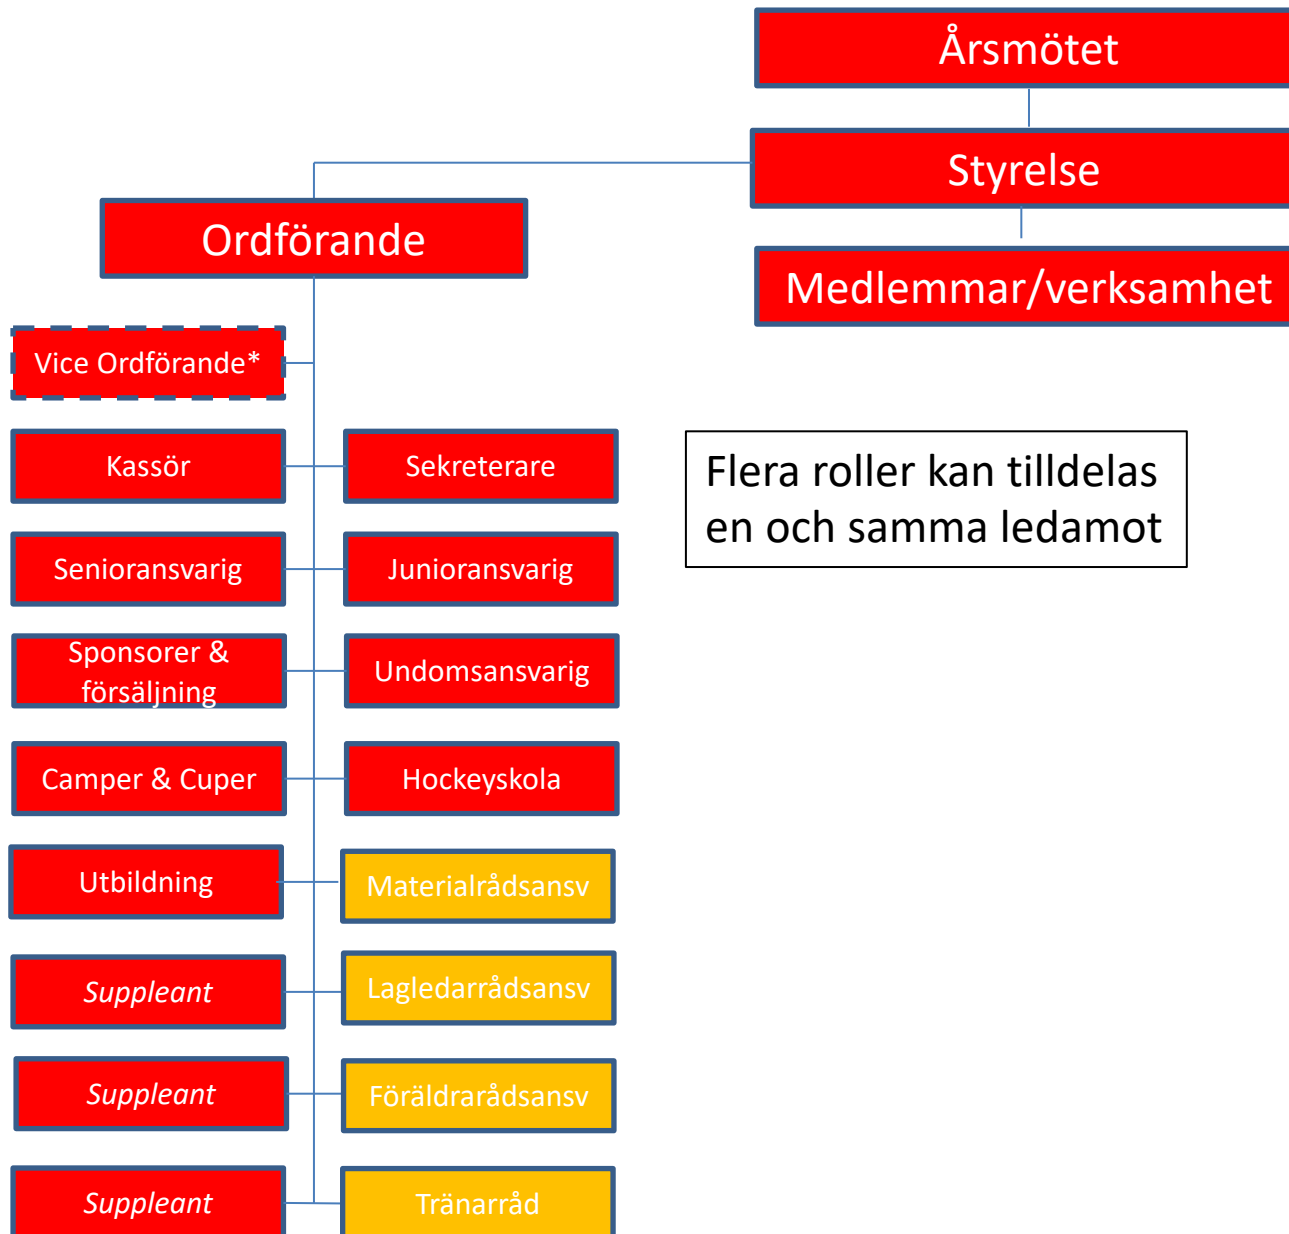 Årsmötet
Styrelse
Ordförande
Medlemmar/verksamhet
Vice Ordförande*
Kassör
Sekreterare
Flera roller kan tilldelas
en och samma ledamot
Senioransvarig
Junioransvarig
Sponsorer &
försäljning
Undomsansvarig
Camper & Cuper
Hockeyskola
Utbildning
Materialrådsansv
Suppleant
Lagledarrådsansv
Suppleant
Föräldrarådsansv
Suppleant
Tränarråd